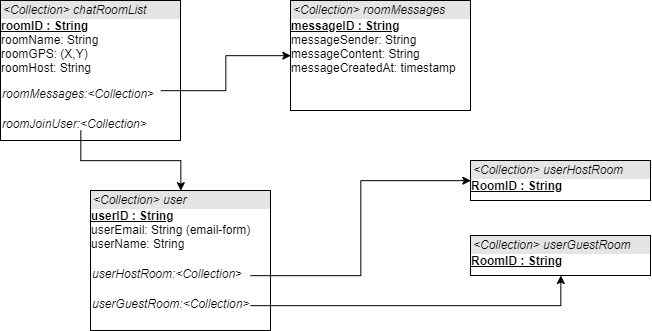 <Collection> chatRoomList
roomID : String
roomName: String
roomGPS: (X,Y)
roomHost: String
roomMessages:<Collection>
roomJoinUser:<Collection>
<Collection> roomMessages
messageID : String
messageSender: String
messageContent: String
messageCreatedAt: timestamp
<Collection> user
userID : String
userEmail: String (email-form)
userName: String
userHostRoom:<Collection>
userGuestRoom:<Collection>
<Collection> userHostRoom
RoomID : String
<Collection> userGuestRoom
RoomID : String